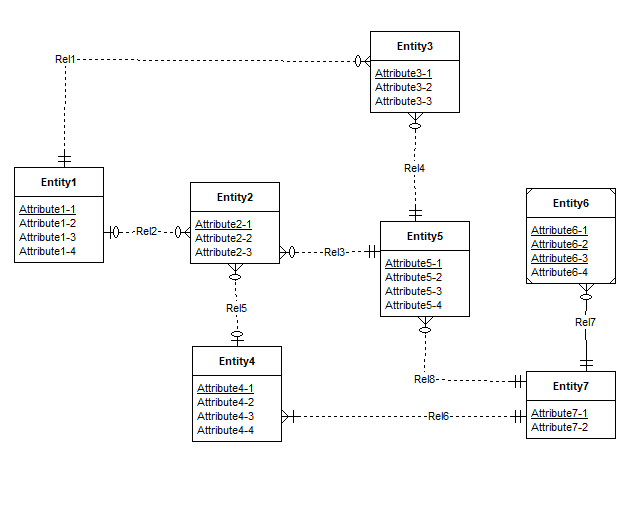 Entity3
Attribute3-1
Attribute3-2
Attribute3-3
Rel1
Rel4
Entity1
Attribute1-1
Attribute1-2
Attribute1-3
Attribute1-4
Rel2
Entity2
Attribute2-1
Attribute2-2
Attribute2-3
Rel3
Entity5
Attribute5-1
Attribute5-2
Attribute5-3
Attribute5-4
Entity6
Attribute6-1
Attribute6-2
Attribute6-3
Attribute6-4
Rel5
Rel7
Entity4
Attribute4-1
Attribute4-2
Attribute4-3
Attribute4-4
Rel8
Rel6
Entity7
Attribute7-1
Attribute7-2